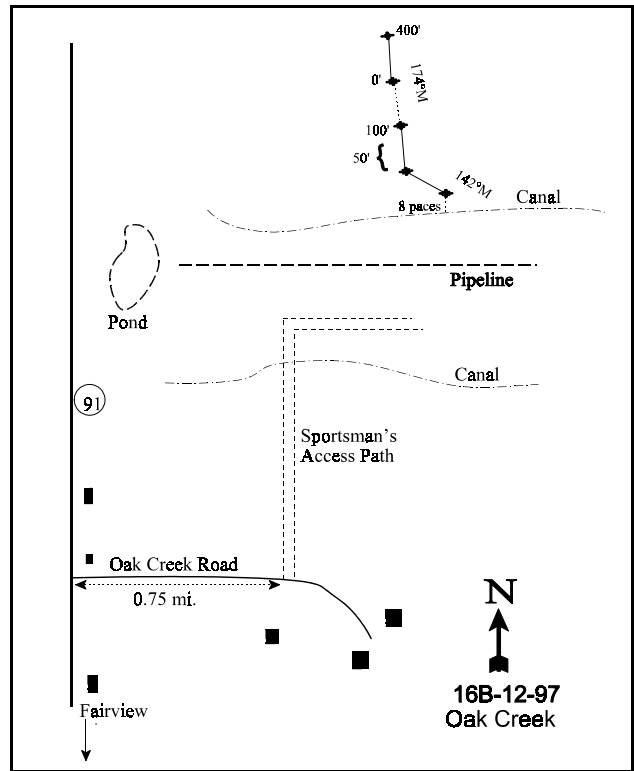 400'
174°M
0'
100'
50' {
142°M
8 paces
Canal
Pipeline
Pond
Canal
91
Sportsman's
Access Path
Oak Creek Road
0.75 mi.
N
16B-12-97
Oak Creek
Fairview